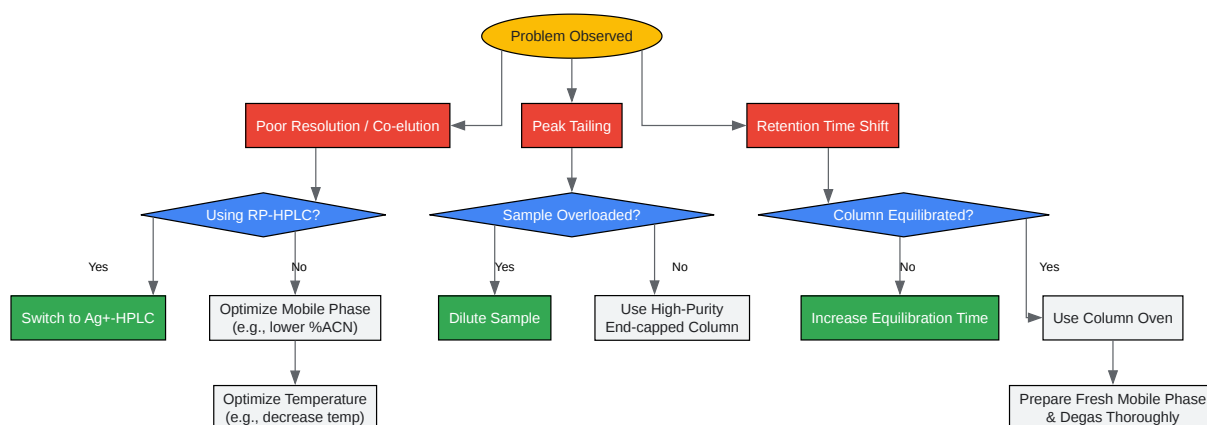 Problem Observed
Poor Resolution / Co-elution
Peak Tailing
Retention Time Shift
Using RP-HPLC?
Sample Overloaded?
Column Equilibrated?
Yes
No
Yes
No
No
Yes
Switch to Ag+-HPLC
Optimize Mobile Phase
(e.g., lower %ACN)
Dilute Sample
Use High-Purity
End-capped Column
Increase Equilibration Time
Use Column Oven
Optimize Temperature
(e.g., decrease temp)
Prepare Fresh Mobile Phase
& Degas Thoroughly